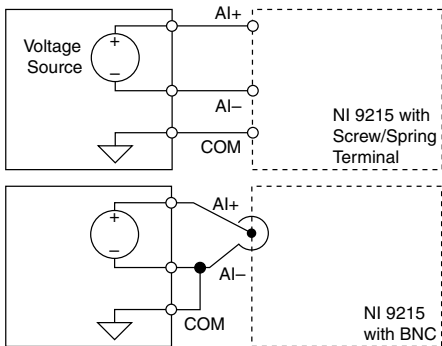 AI+
Voltage
Source
+
–
AI–
COM
NI 9215 with
Screw/Spring
Terminal
AI+
+
–
AI–
COM
NI 9215
with BNC